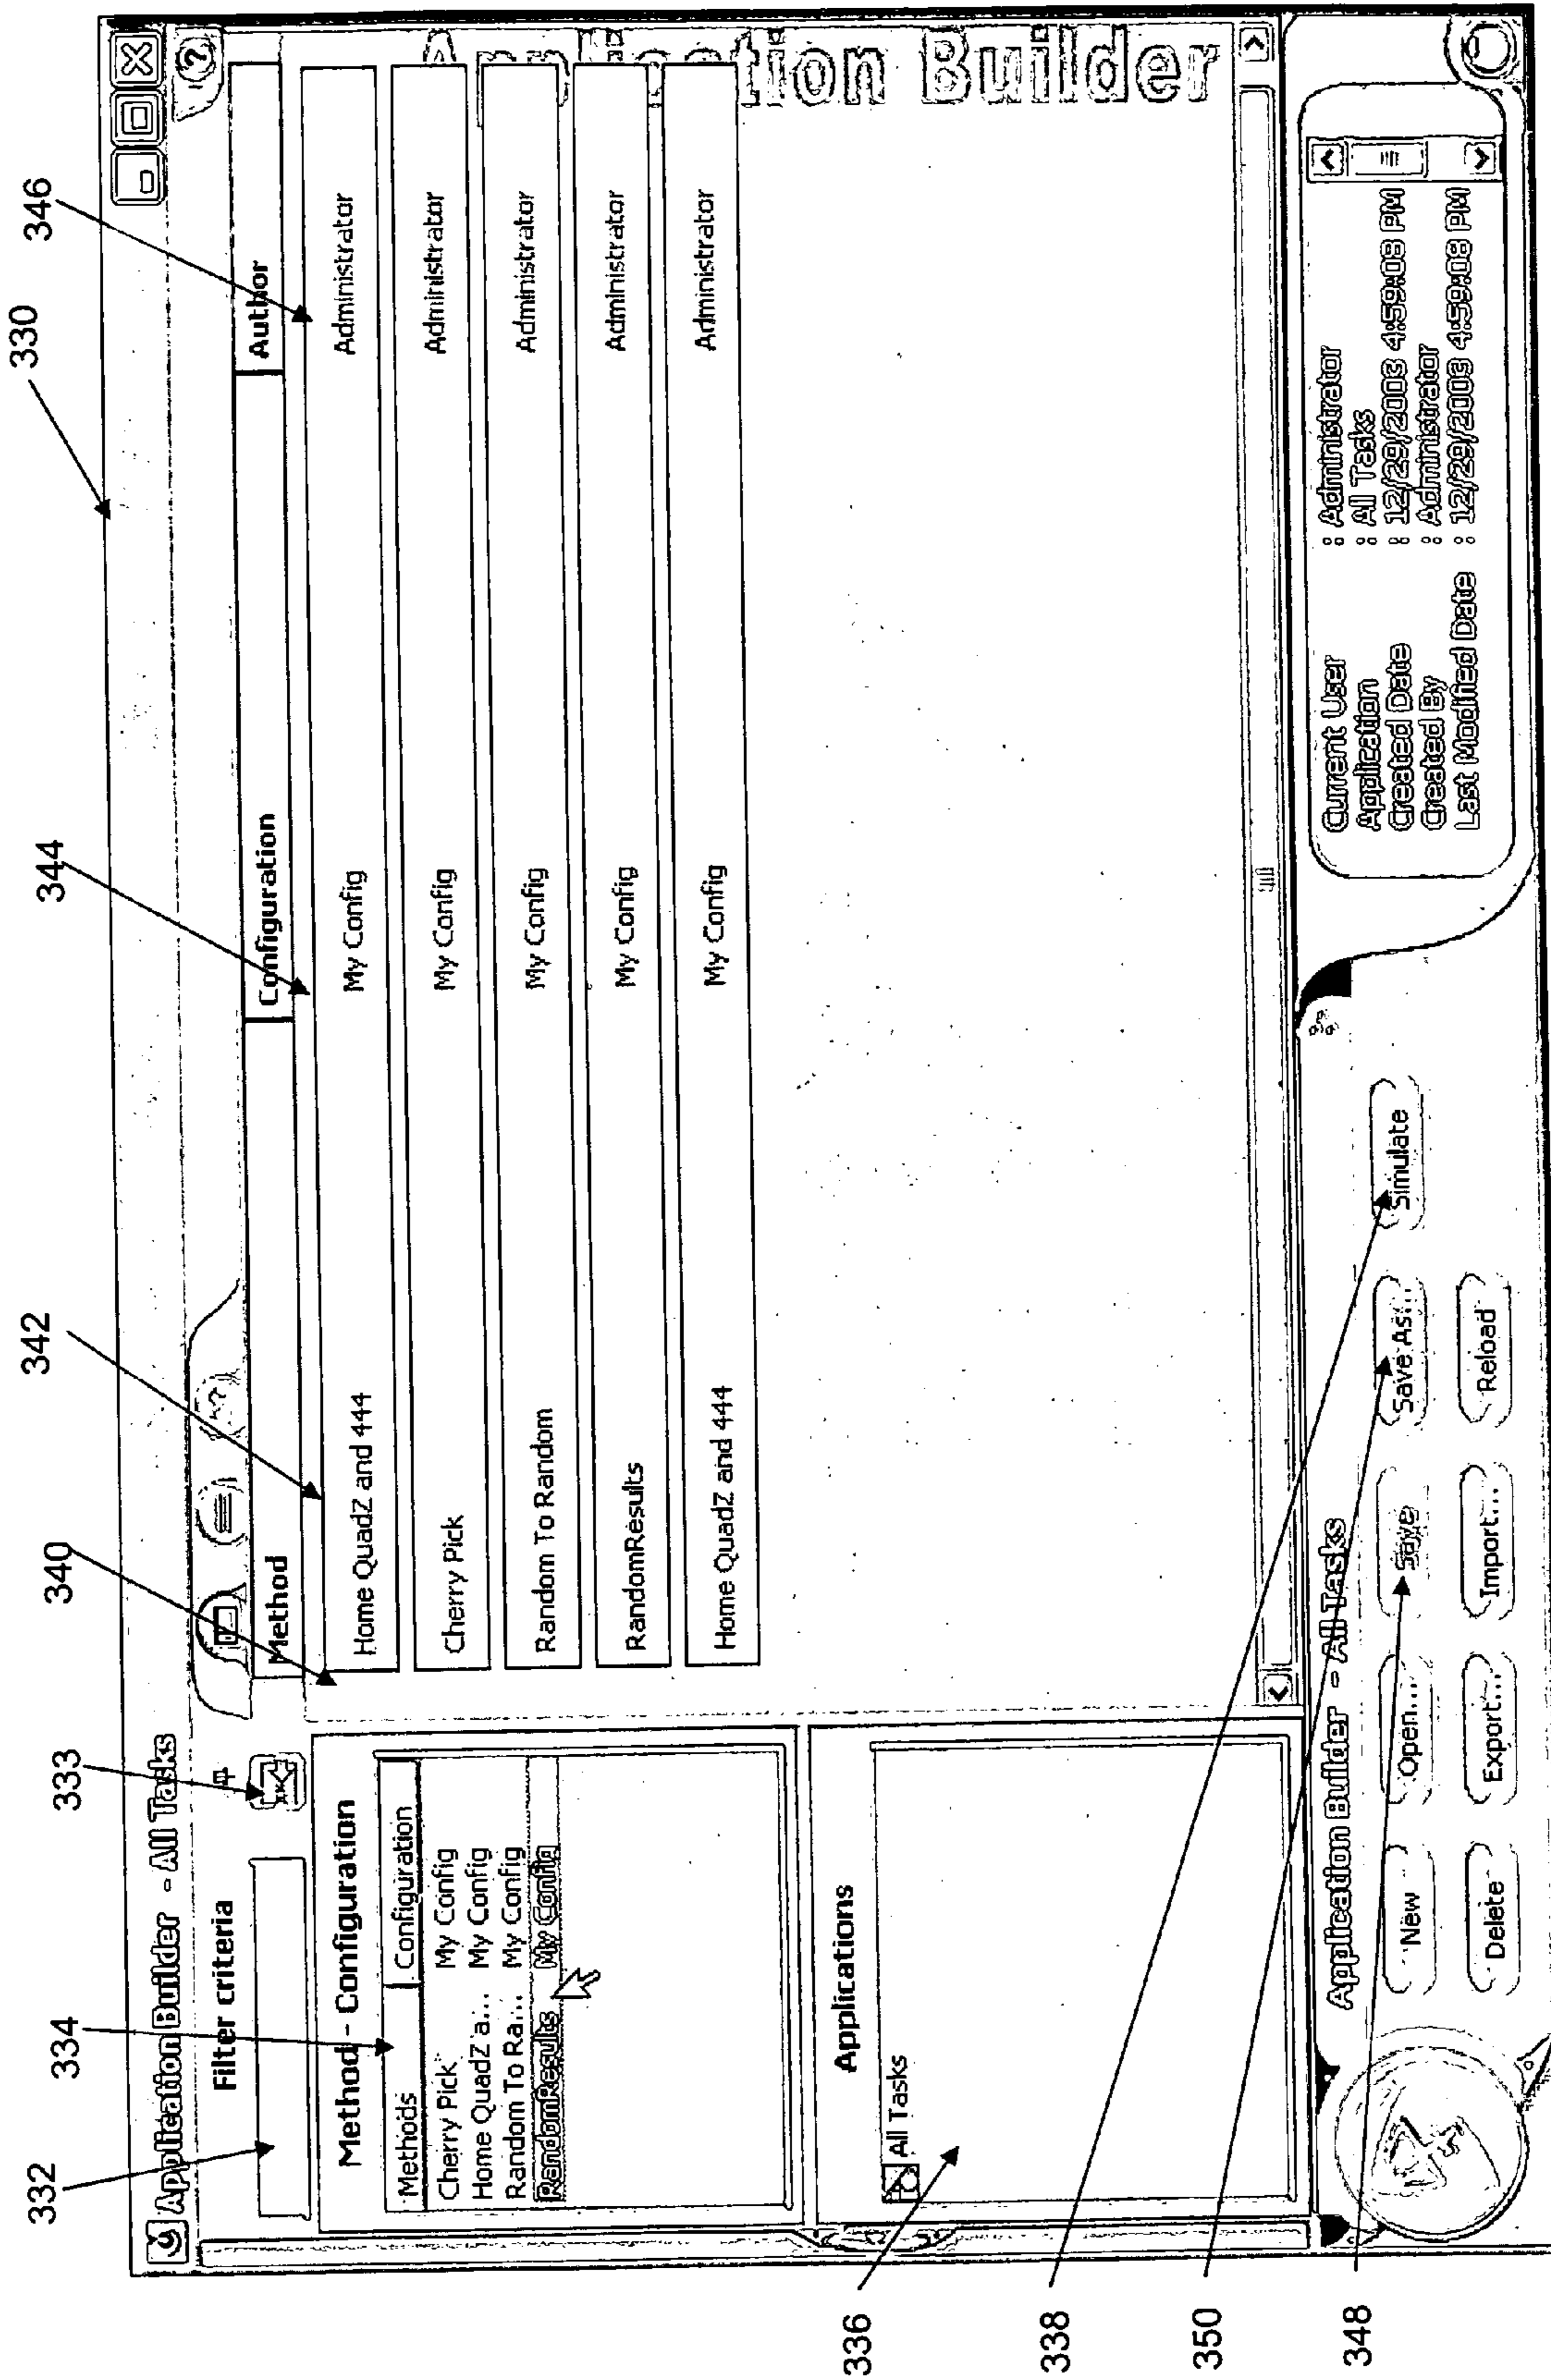 330
332
334
333
340
342
344
346
Application Builder - All Tasks
Filter criteria
Method - Configuration
Methods Configuration
Cherry Pick My Config
Home QuadZ a... My Config
Random To Ra... My Config
RandomResults My Config
Applications
All Tasks
Method Configuration Author
Home QuadZ and 444 My Config Administrator
Cherry Pick My Config Administrator
Random To Random My Config Administrator
RandomResults My Config Administrator
Home QuadZ and 444 My Config Administrator
Application Builder
Application Builder - All Tasks
New Open... Save Save As... Simulate
Delete Export... Import... Reload
Current User : Administrator
Application : All Tasks
Created Date : 12/29/2003 4:59:08 PM
Created By : Administrator
Last Modified Date : 12/29/2003 4:59:08 PM
336
338
350
348